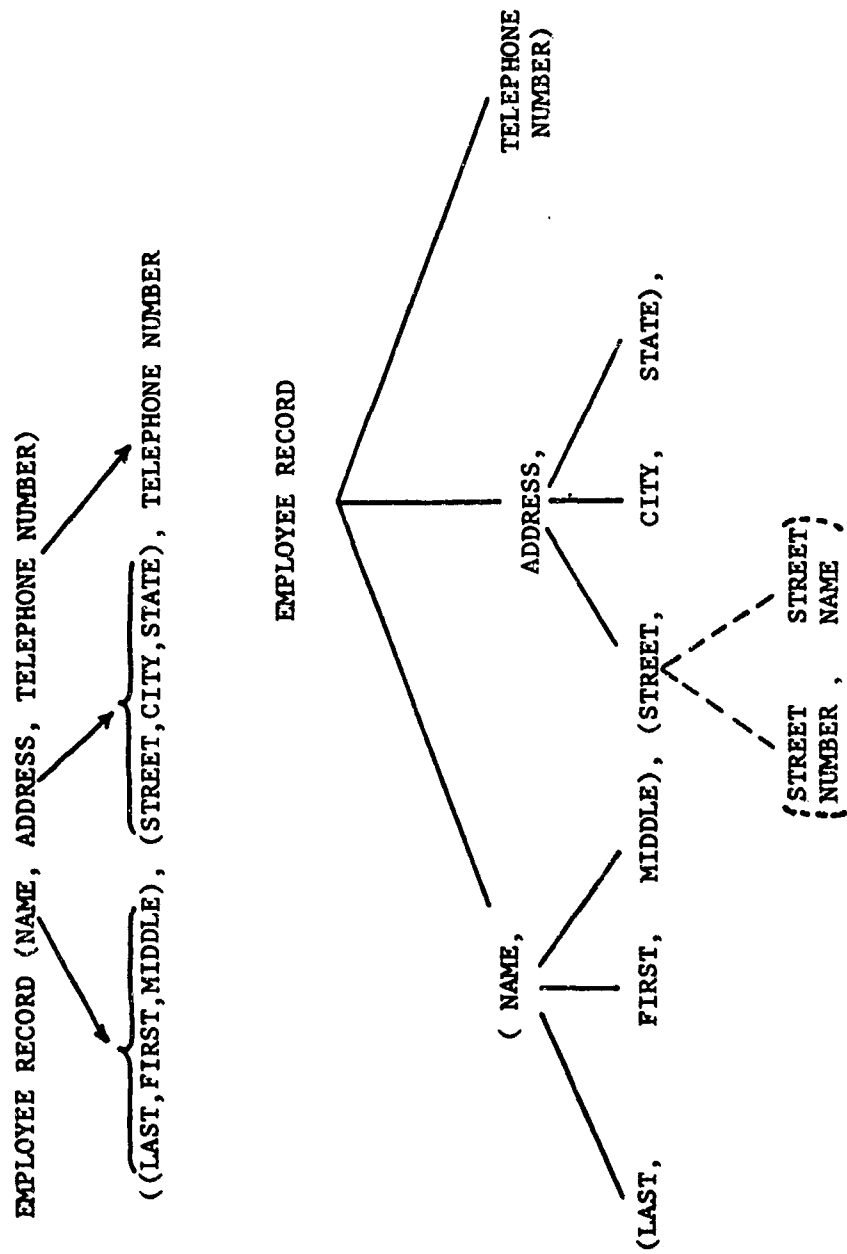 EMPLOYEE RECORD (NAME, ADDRESS, TELEPHONE NUMBER)
((LAST,FIRST,MIDDLE), (STREET,CITY,STATE), TELEPHONE NUMBER
EMPLOYEE RECORD
( NAME, ADDRESS, TELEPHONE
NUMBER)
(LAST, FIRST, MIDDLE), (STREET, CITY, STATE),
(STREET STREET)
NUMBER , NAME